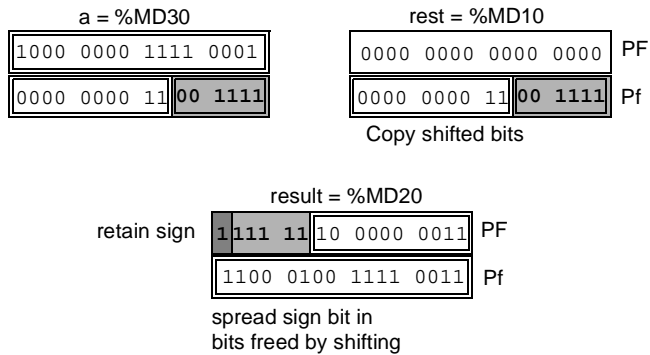 a = %MD30
rest = %MD10
1000 0000 1111 0001
0000 0000 0000 0000 PF
0000 0000 11 00 1111
0000 0000 11 00 1111 Pf
Copy shifted bits
result = %MD20
retain sign 1 111 11 10 0000 0011 PF
1100 0100 1111 0011 Pf
spread sign bit in
bits freed by shifting